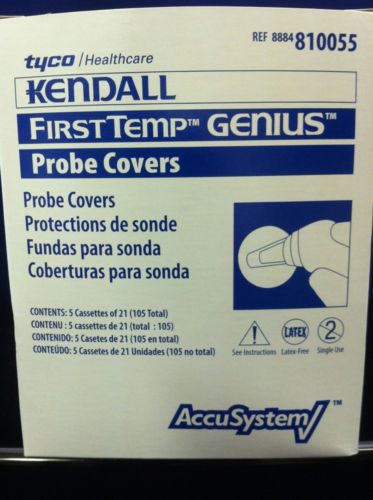 REF 8884 810055
tyco / Healthcare
KENDALL
FIRSTTEMP™ GENIUS™
Probe Covers
Probe Covers
Protections de sonde
Fundas para sonda
Coberturas para sonda
CONTENTS: 5 Cassettes of 21 (105 Total)
CONTENU : 5 cassettes de 21 (total : 105)
CONTENIDO: 5 Casetes de 21 (105 en total)
CONTEÚDO: 5 Cassetes de 21 Unidades (105 no total)
! LATEX 2
See Instructions Latex-Free Single Use
AccuSystem™